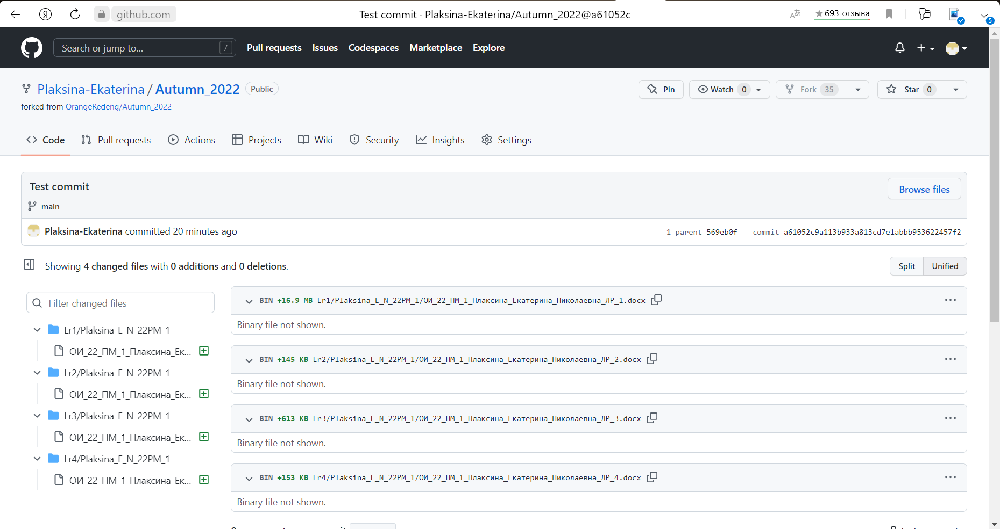 Я github.com Test commit · Plaksina-Ekaterina/Autumn_2022@a61052c ★693 отзыва 5
Search or jump to... / Pull requests Issues Codespaces Marketplace Explore
Plaksina-Ekaterina / Autumn_2022 Public Pin Watch 0 Fork 35 Star 0
forked from OrangeRedeng/Autumn_2022
Code Pull requests Actions Projects Wiki Security Insights Settings
Test commit
Browse files
main
Plaksina-Ekaterina committed 20 minutes ago 1 parent 569eb0f commit a61052c9a113b933a813cd7e1abbb953622457f2
Showing 4 changed files with 0 additions and 0 deletions.
Split Unified
Filter changed files
Lr1/Plaksina_E_N_22PM_1
ОИ_22_ПМ_1_Плаксина_Ек...
Lr2/Plaksina_E_N_22PM_1
ОИ_22_ПМ_1_Плаксина_Ек...
Lr3/Plaksina_E_N_22PM_1
ОИ_22_ПМ_1_Плаксина_Ек...
Lr4/Plaksina_E_N_22PM_1
ОИ_22_ПМ_1_Плаксина_Ек...
BIN +16.9 MB Lr1/Plaksina_E_N_22PM_1/ОИ_22_ПМ_1_Плаксина_Екатерина_Николаевна_ЛР_1.docx
Binary file not shown.
BIN +145 KB Lr2/Plaksina_E_N_22PM_1/ОИ_22_ПМ_1_Плаксина_Екатерина_Николаевна_ЛР_2.docx
Binary file not shown.
BIN +613 KB Lr3/Plaksina_E_N_22PM_1/ОИ_22_ПМ_1_Плаксина_Екатерина_Николаевна_ЛР_3.docx
Binary file not shown.
BIN +153 KB Lr4/Plaksina_E_N_22PM_1/ОИ_22_ПМ_1_Плаксина_Екатерина_Николаевна_ЛР_4.docx
Binary file not shown.